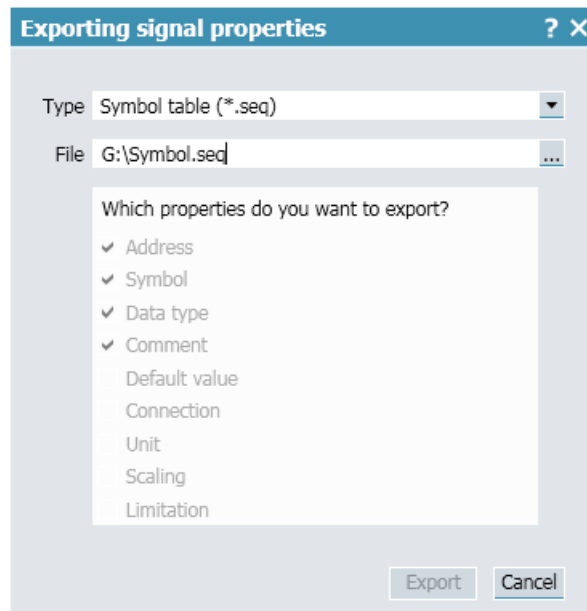 Exporting signal properties ? ×
Type Symbol table (*.seq)
File G:\Symbol.seq ...
Which properties do you want to export?
Address
Symbol
Data type
Comment
Default value
Connection
Unit
Scaling
Limitation
Export Cancel